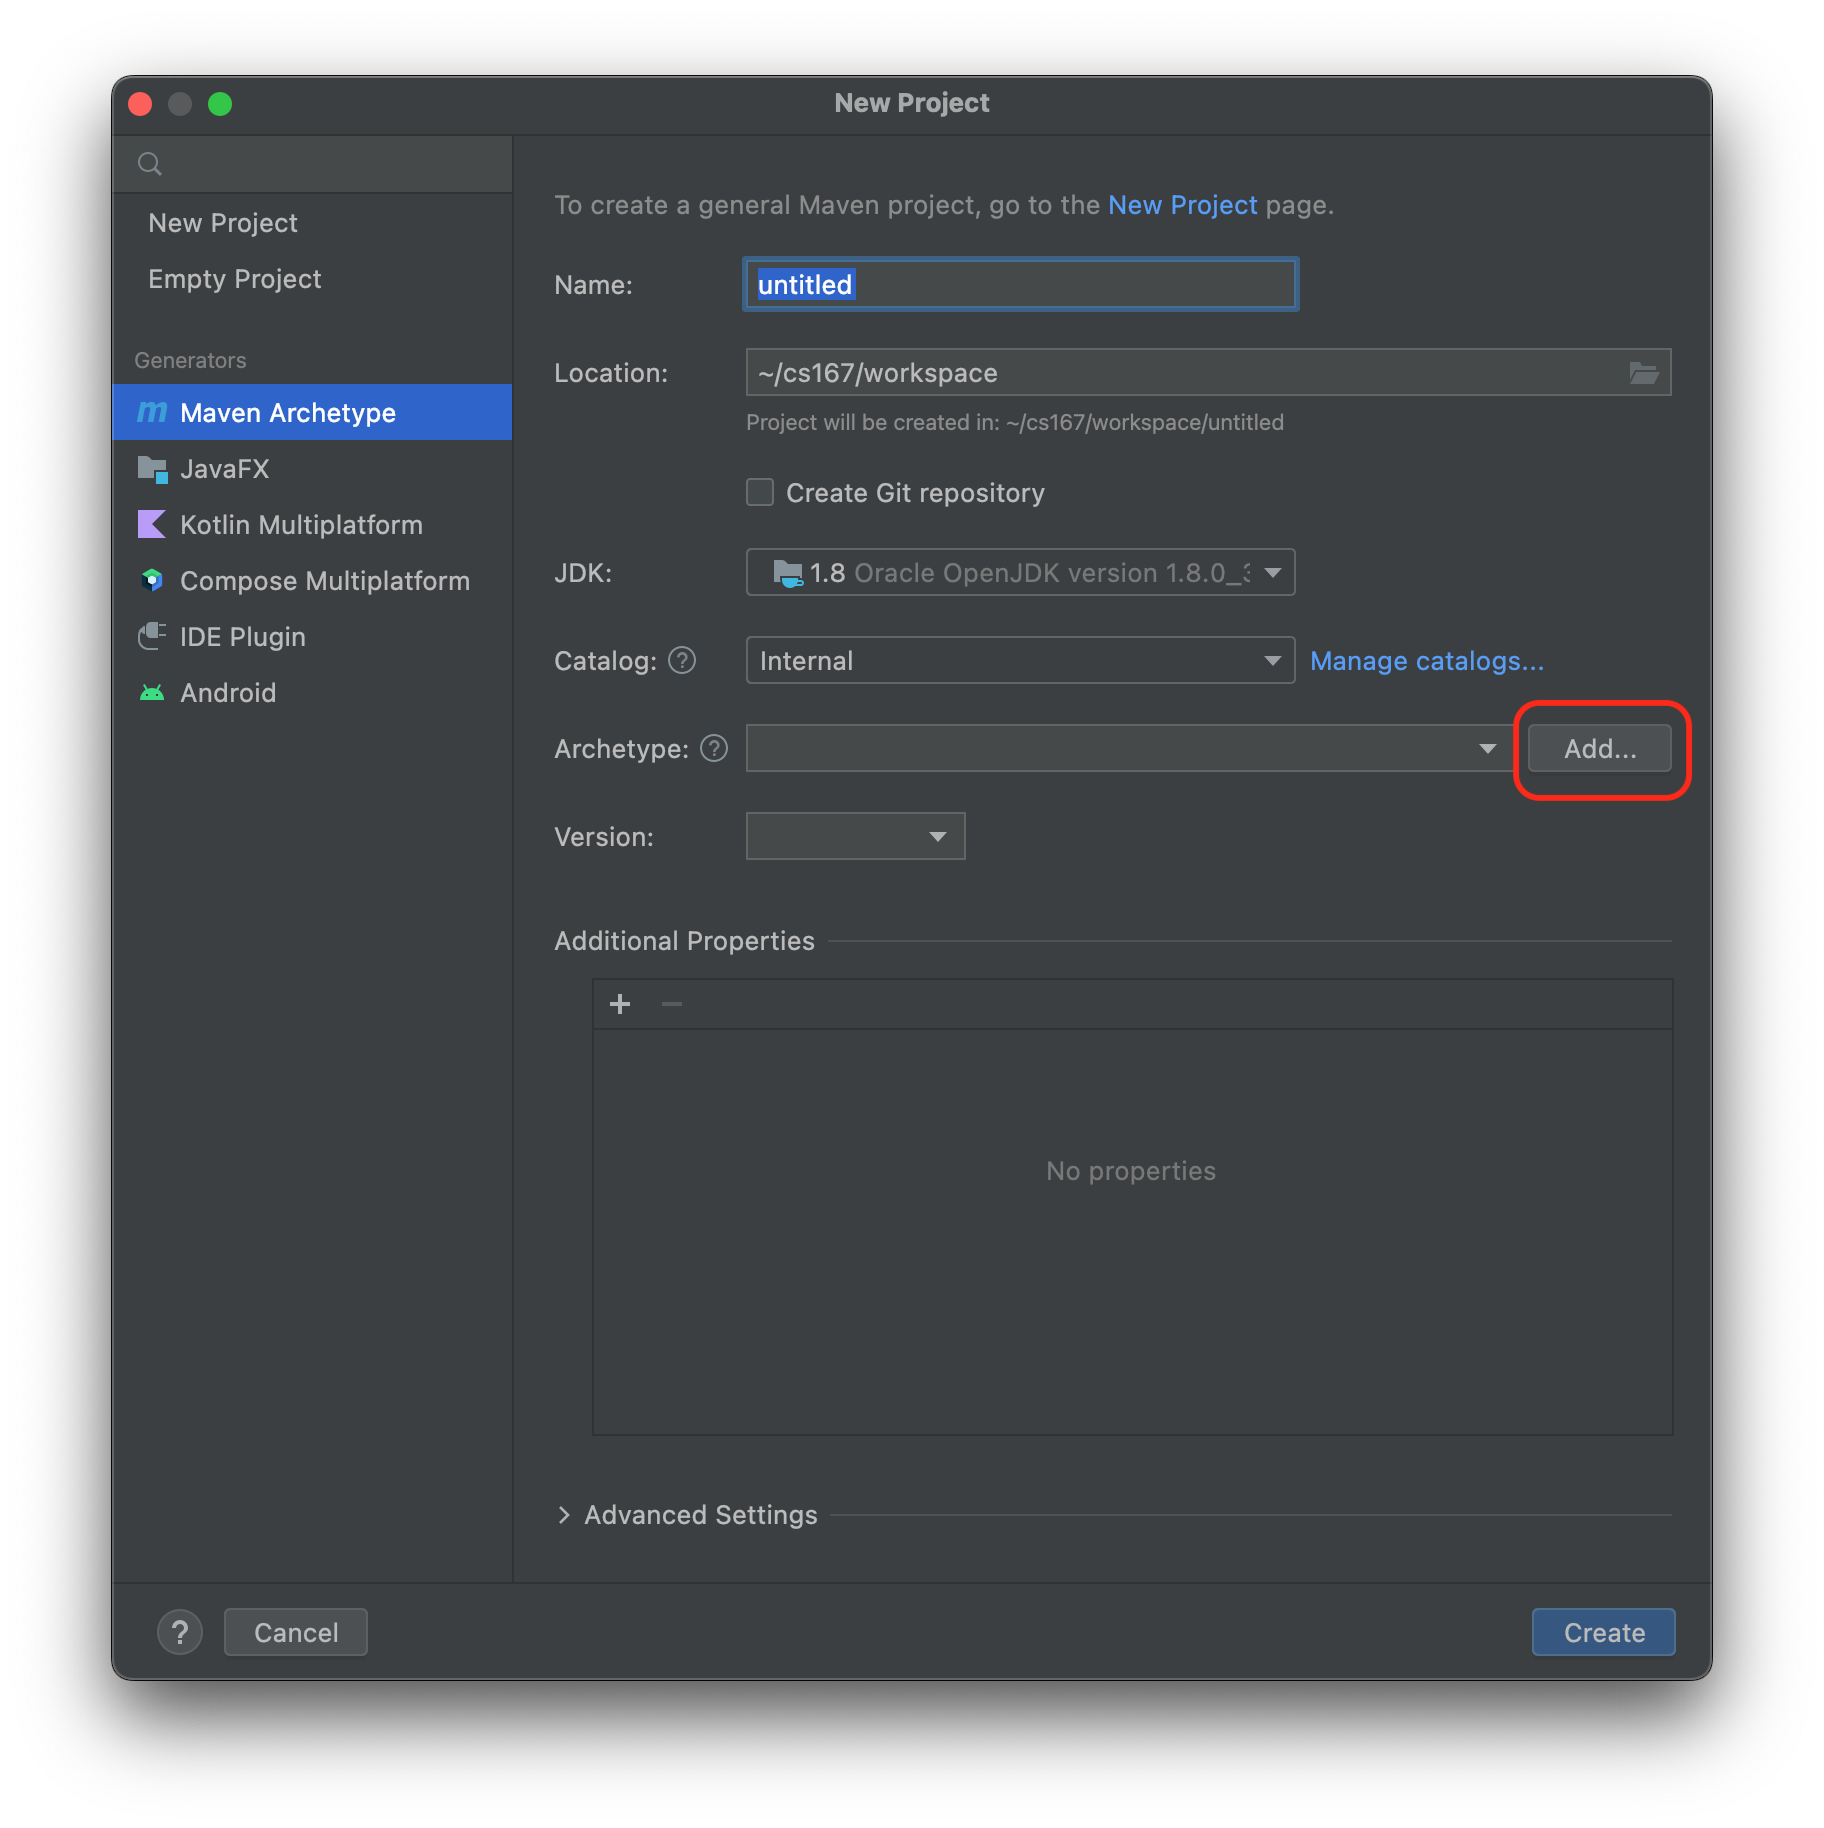 New Project
New Project
Empty Project
Generators
Maven Archetype
JavaFX
Kotlin Multiplatform
Compose Multiplatform
IDE Plugin
Android
To create a general Maven project, go to the New Project page.
Name: untitled
Location: ~/cs167/workspace
Project will be created in: ~/cs167/workspace/untitled
Create Git repository
JDK: 1.8 Oracle OpenJDK version 1.8.0_3
Catalog: ? Internal Manage catalogs...
Archetype: ? Add...
Version:
Additional Properties
+ −
No properties
Advanced Settings
? Cancel Create